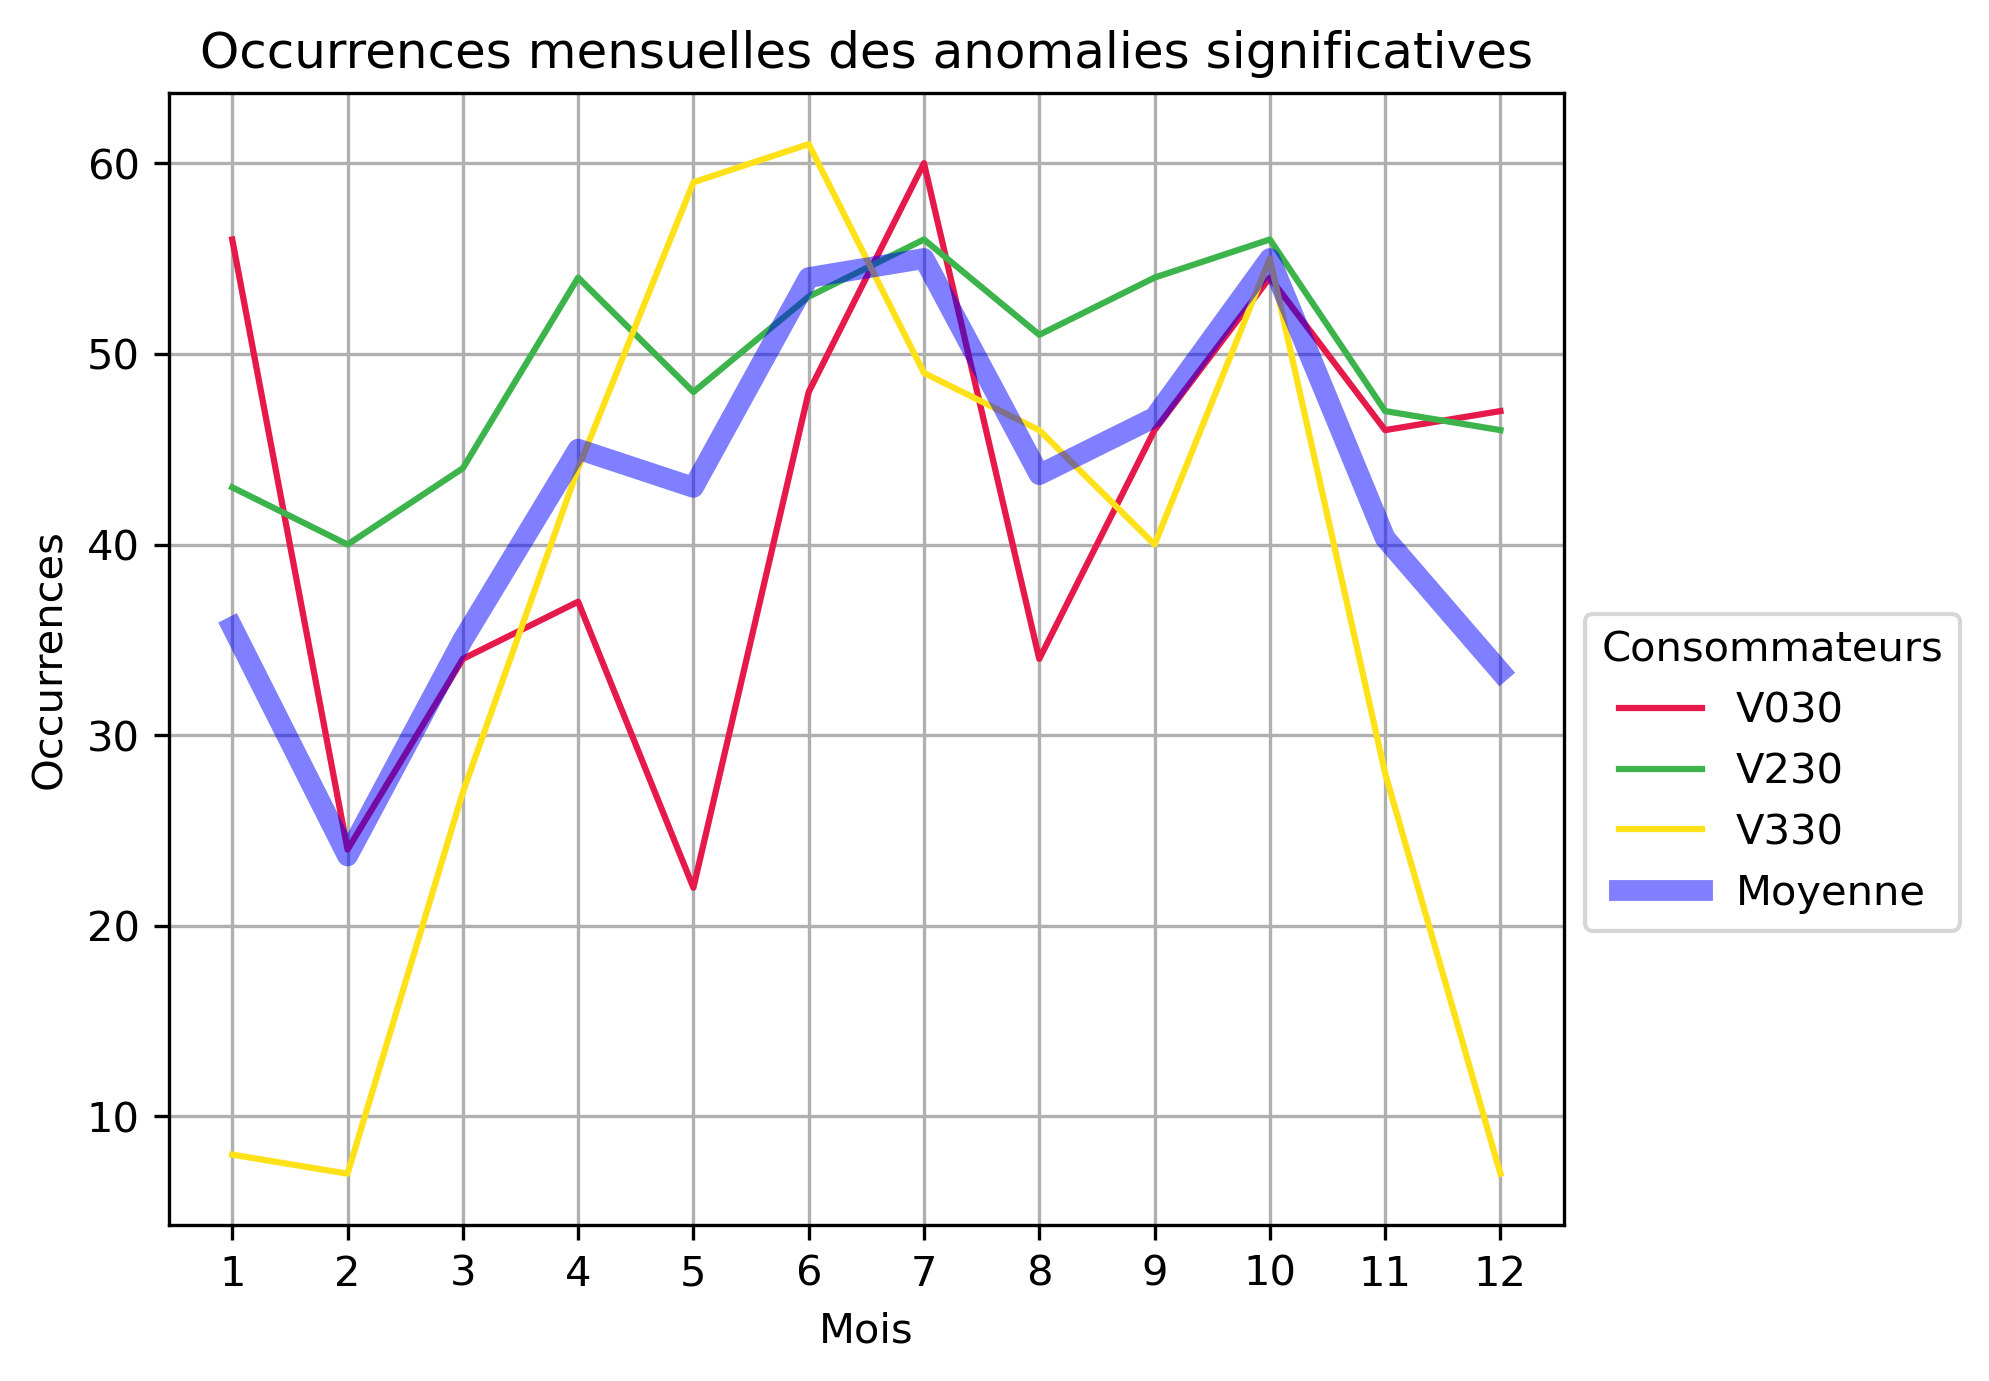 Occurrences mensuelles des anomalies significatives
Occurrences
60
50
40
30
20
10
1 2 3 4 5 6 7 8 9 10 11 12
Mois
Consommateurs
V030
V230
V330
Moyenne